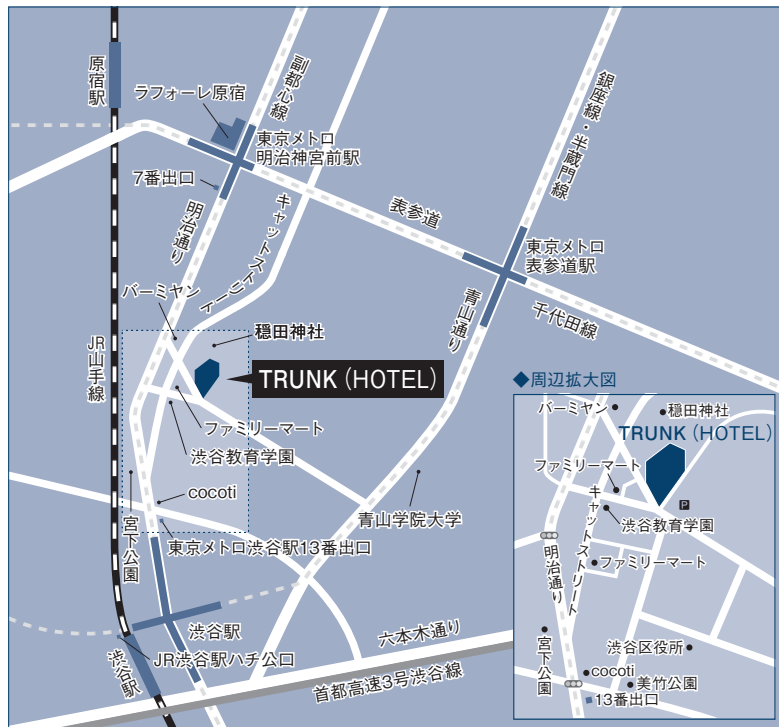 原宿駅
ラフォーレ原宿
副都心線
東京メトロ
明治神宮前駅
7番出口
明治通り
キャットストリート
表参道
銀座線・半蔵門線
東京メトロ
表参道駅
千代田線
青山通り
バーミヤン
穏田神社
JR山手線
TRUNK (HOTEL)
ファミリーマート
渋谷教育学園
cocoti
宮下公園
東京メトロ渋谷駅13番出口
青山学院大学
渋谷駅
JR渋谷駅ハチ公口
渋谷駅
六本木通り
首都高速3号渋谷線
◆周辺拡大図
バーミヤン
穏田神社
TRUNK (HOTEL)
ファミリーマート
P
渋谷教育学園
キャットストリート
明治通り
ファミリーマート
宮下公園
渋谷区役所
cocoti
美竹公園
13番出口